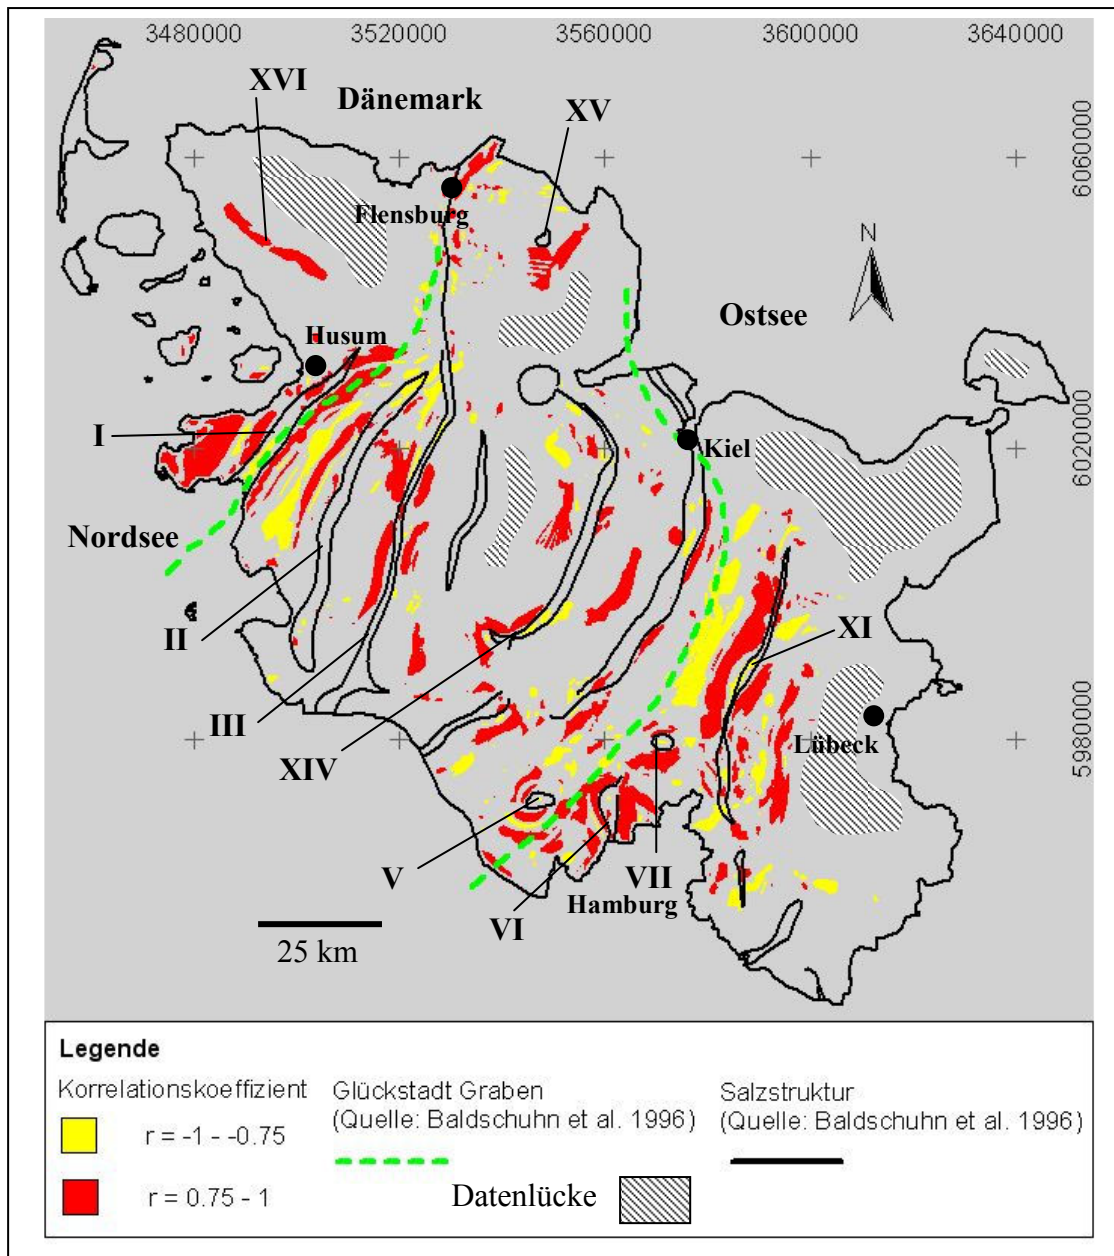 3480000 3520000 3560000 3600000 3640000
XVI
Dänemark
XV
6060000
Flensburg
N
Ostsee
Husum
I
6020000
Kiel
Nordsee
II
XI
III
XIV
Lübeck
5980000
V
VII
VI
Hamburg
25 km
Legende
Korrelationskoeffizient
r = -1 - -0.75
r = 0.75 - 1
Glückstadt Graben
(Quelle: Baldschuhn et al. 1996)
Salzstruktur
(Quelle: Baldschuhn et al. 1996)
Datenlücke